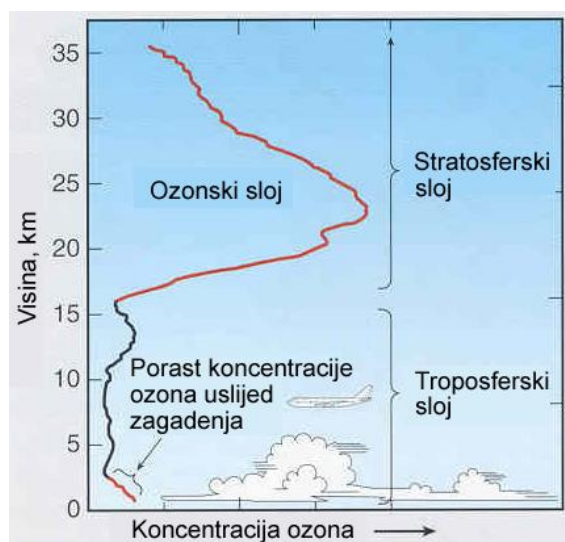 35
30
25
20
15
10
5
0
Visina, km
Ozonski sloj
Stratosferski
sloj
Porast koncentracije
ozona uslijed
zagađenja
Troposferski
sloj
Koncentracija ozona